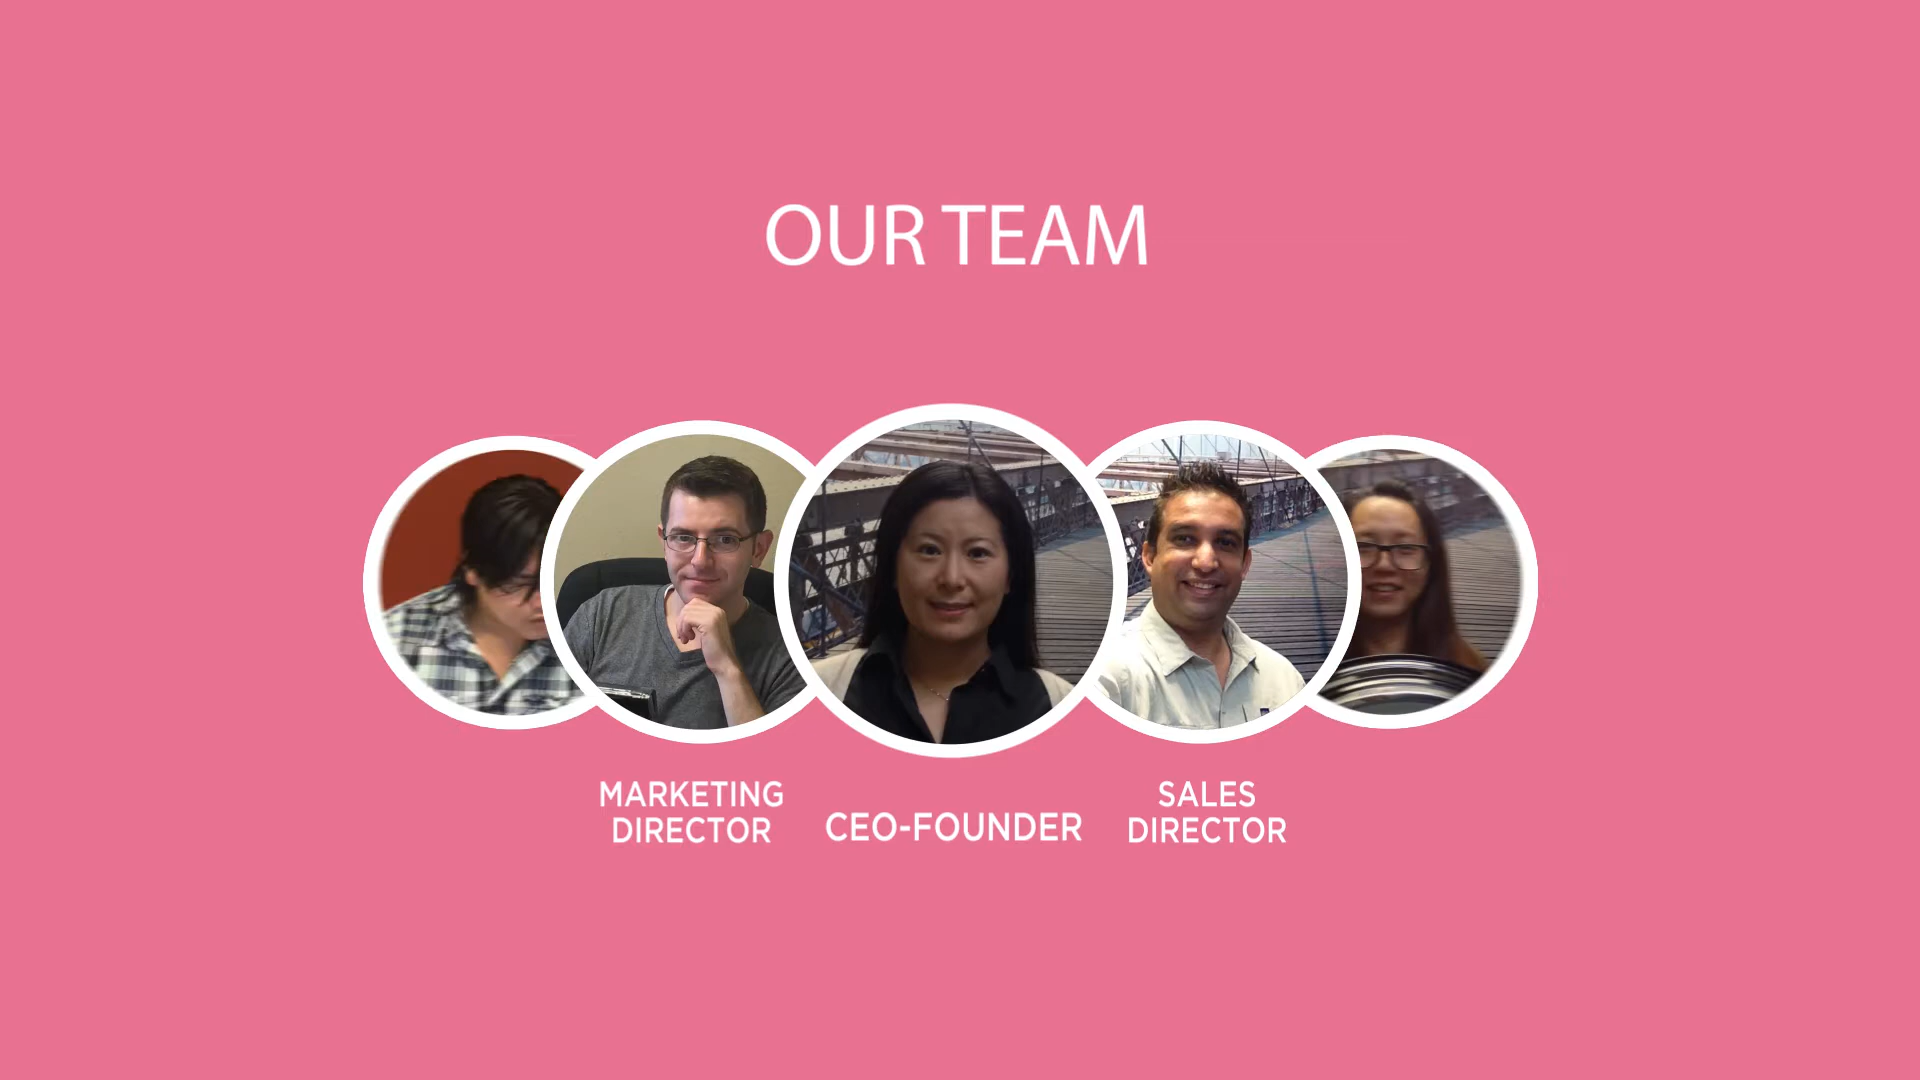 OUR TEAM
MARKETING
DIRECTOR
CEO-FOUNDER
SALES
DIRECTOR